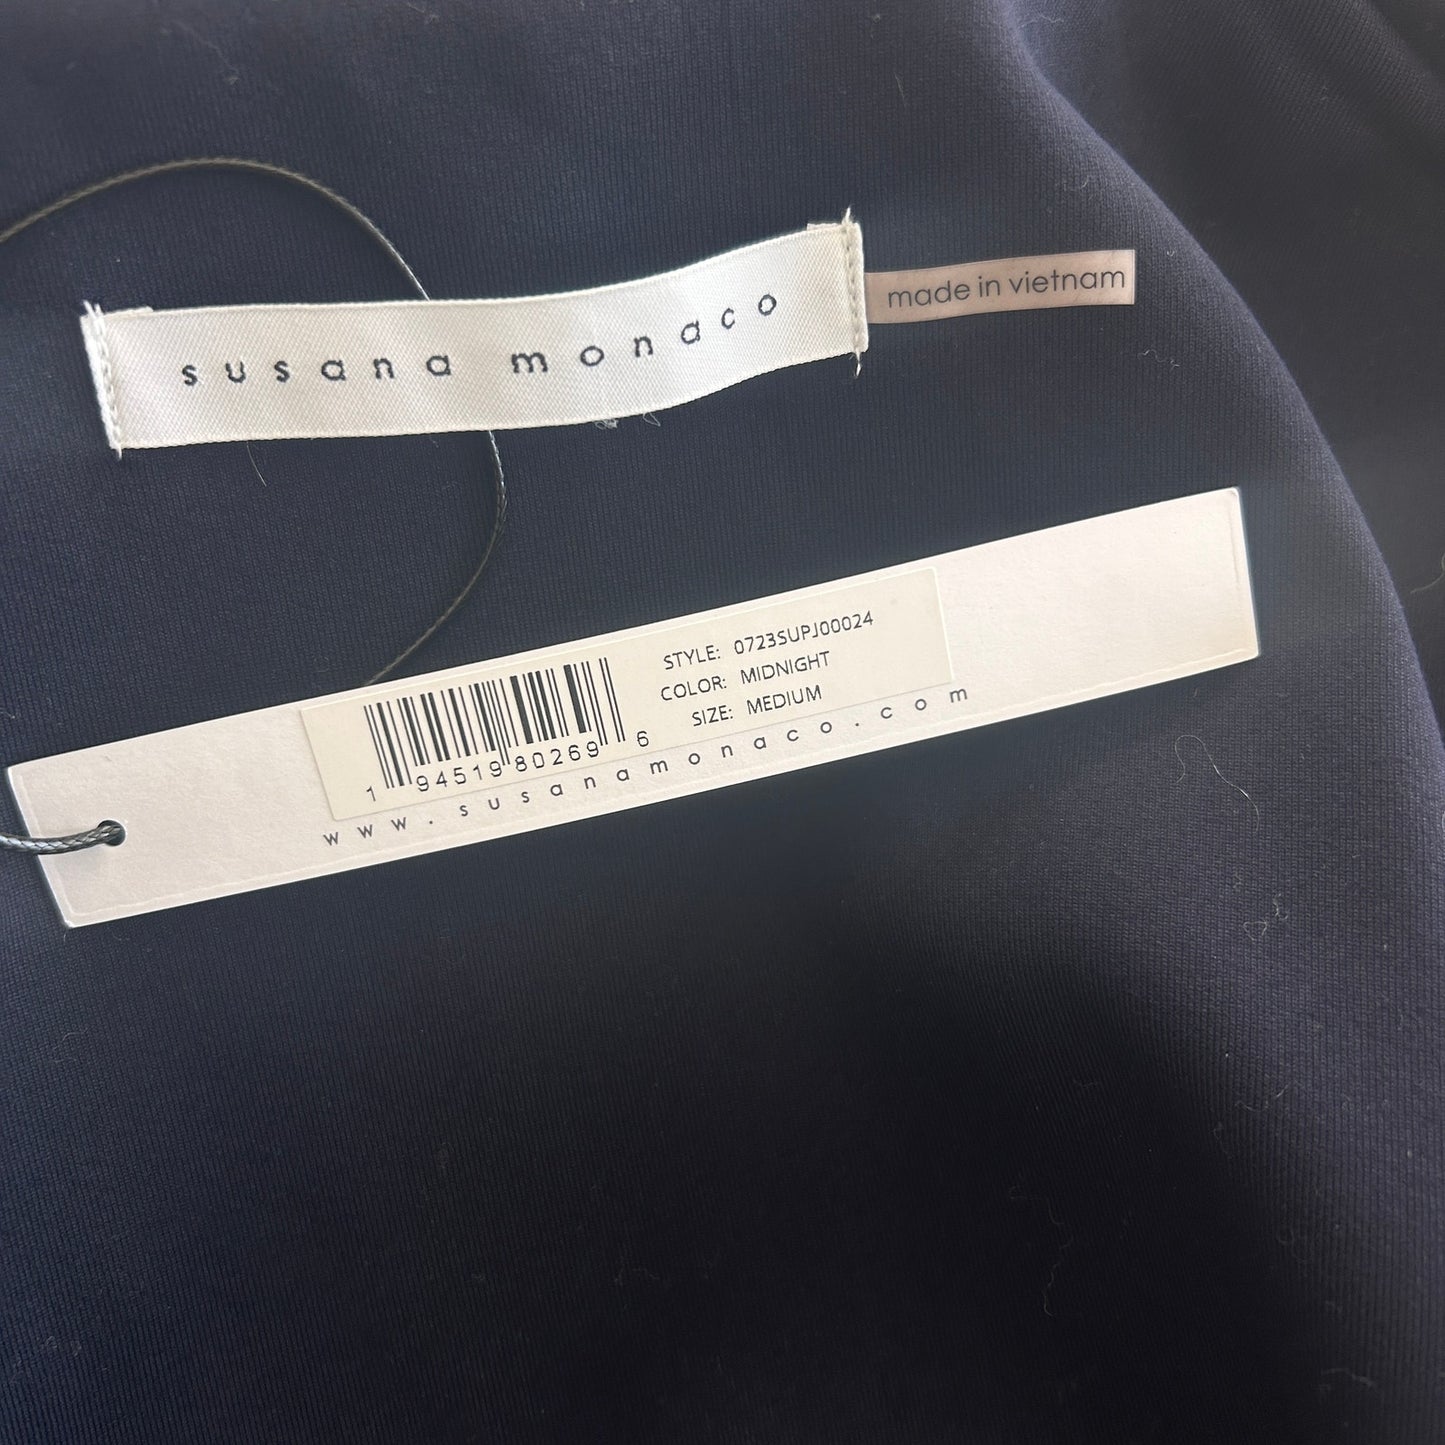 susana monaco
made in vietnam
STYLE: 0723SUPJ00024
COLOR: MIDNIGHT
SIZE: MEDIUM
1 94519 80269 6
www.susanamonaco.com